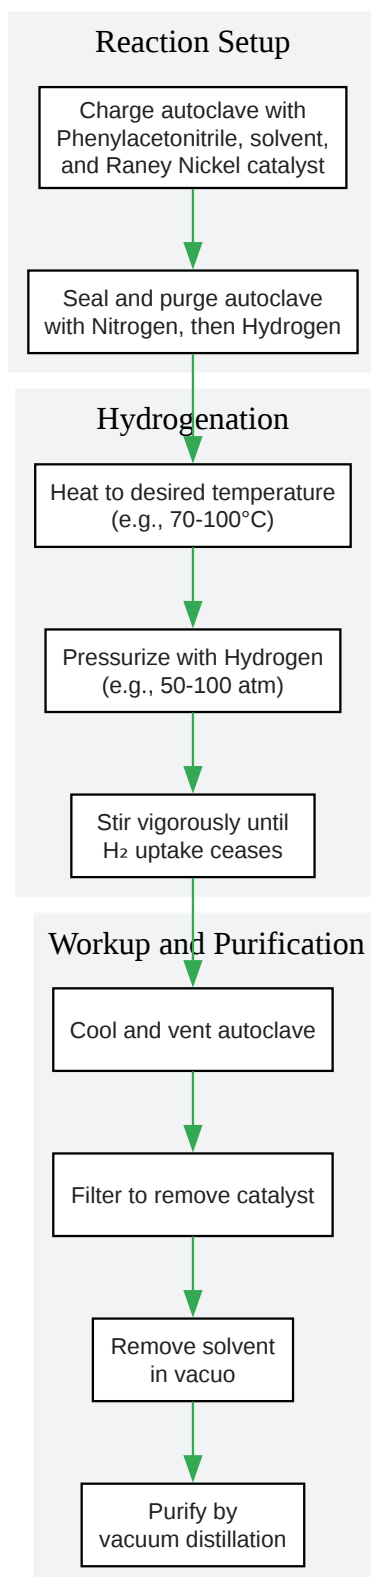 Reaction Setup
Charge autoclave with
Phenylacetonitrile, solvent,
and Raney Nickel catalyst
Seal and purge autoclave
with Nitrogen, then Hydrogen
Hydrogenation
Heat to desired temperature
(e.g., 70-100°C)
Pressurize with Hydrogen
(e.g., 50-100 atm)
Stir vigorously until
H₂ uptake ceases
Workup and Purification
Cool and vent autoclave
Filter to remove catalyst
Remove solvent
in vacuo
Purify by
vacuum distillation